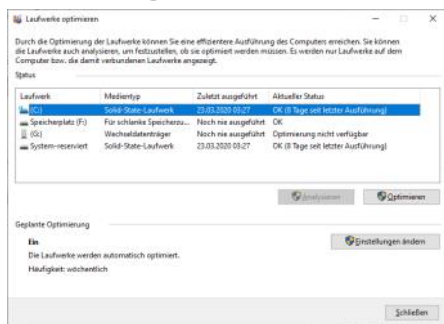 Laufwerke optimieren
Durch die Optimierung der Laufwerke können Sie eine effizientere Ausführung des Computers erreichen. Sie können
die Laufwerke auch analysieren, um festzustellen, ob sie optimiert werden müssen. Es werden nur Laufwerke auf dem
Computer bzw. die damit verbundenen Laufwerke angezeigt.
Status
Laufwerk Medientyp Zuletzt ausgeführt Aktueller Status
(C:) Solid-State-Laufwerk 23.03.2020 03:27 OK (8 Tage seit letzter Ausführung)
Speicherplatz (F:) Für schlanke Speicherzu... Noch nie ausgeführt OK
(G:) Wechseldatenträger Noch nie ausgeführt Optimierung nicht verfügbar
System-reserviert Solid-State-Laufwerk 23.03.2020 03:27 OK (8 Tage seit letzter Ausführung)
Analysieren Optimieren
Geplante Optimierung
Ein Einstellungen ändern
Die Laufwerke werden automatisch optimiert.
Häufigkeit: wöchentlich
Schließen